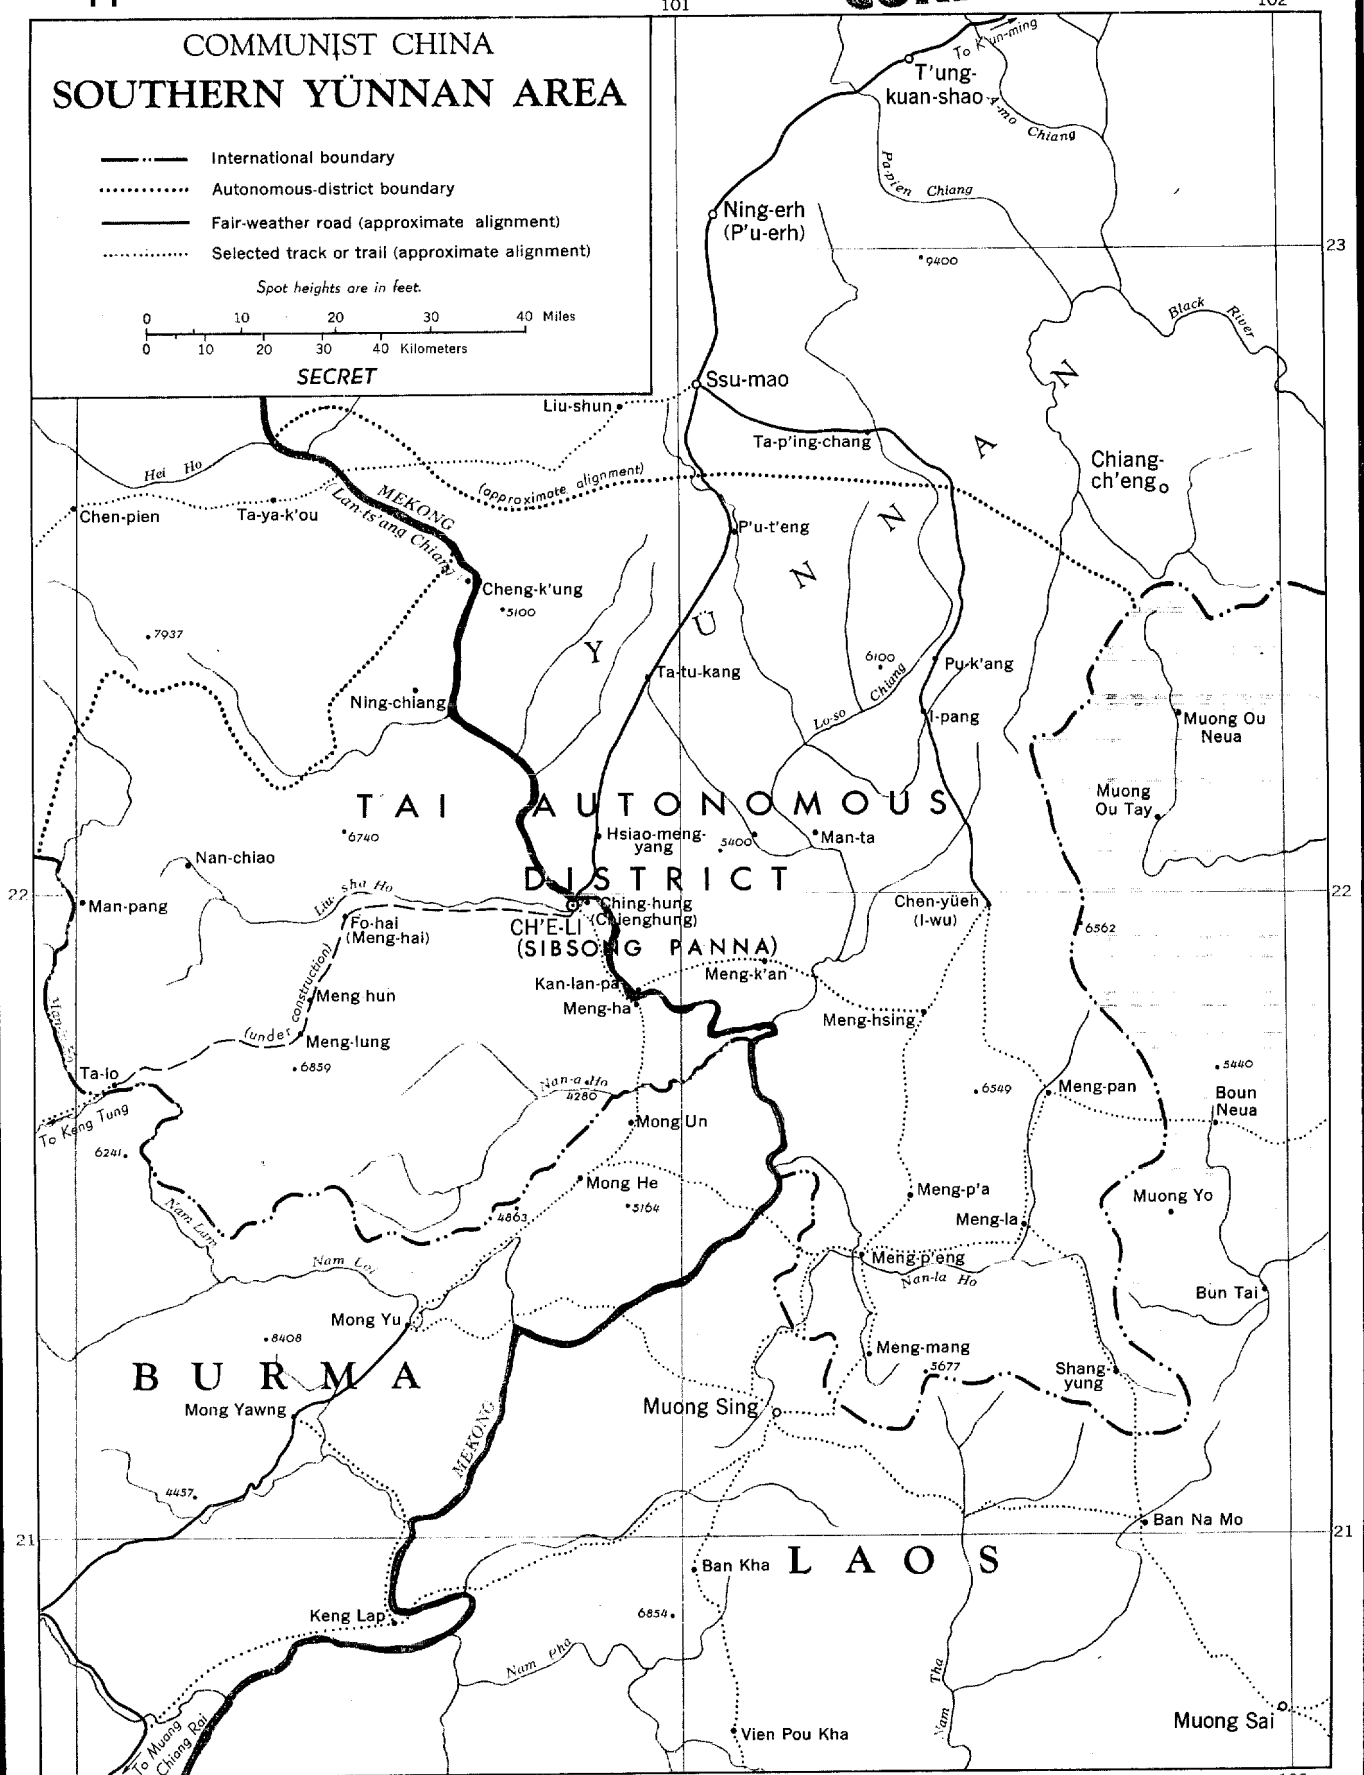 101
102
COMMUNIST CHINA
SOUTHERN YÜNNAN AREA
International boundary
Autonomous-district boundary
Fair-weather road (approximate alignment)
Selected track or trail (approximate alignment)
Spot heights are in feet.
0 10 20 30 40 Miles
0 10 20 30 40 Kilometers
SECRET
To K'un-ming
T'ung-
kuan-shao
A-mo Chiang
Pa-pien Chiang
Ning-erh
(P'u-erh)
23
9400
Black River
Ssu-mao
Liu-shun
Ta-p'ing-chang
Hei Ho
(approximate alignment)
Chiang-
ch'eng
Chen-pien
Ta-ya-k'ou
MEKONG
Lan-ts'ang Chiang
P'u-t'eng
Cheng-k'ung
5100
7937
YÜNNAN
6100
Pu-k'ang
Ta-tu-kang
Ning-chiang
Lo-so Chiang
I-pang
Muong Ou
Neua
Muong
Ou Tay
TAI AUTONOMOUS
DISTRICT
6740
Hsiao-meng-
yang
5400
Man-ta
Nan-chiao
22
22
Man-pang
Liu-sha Ho
Fo-hai
(Meng-hai)
Ching-hung
(Chienghung)
CH'E-LI
(SIBSONG PANNA)
Chen-yüeh
(I-wu)
6562
Kan-lan-pa
Meng-k'an
Meng-ha
Meng hun
(under construction)
Meng-lung
Meng-hsing
6859
Ta-lo
To Keng Tung
Nan-a Ho
4280
6549
Meng-pan
5440
Boun
Neua
Mong Un
6241
Mong He
5164
Meng-p'a
Muong Yo
Nam Lam
4863
Meng-la
Nam Loi
Meng-p'eng
Nan-la Ho
Bun Tai
Mong Yu
8408
BURMA
Meng-mang
5677
Shang-
yung
Mong Yawng
Muong Sing
MEKONG
4457
Ban Na Mo
21
21
Ban Kha
LAOS
Keng Lap
6854
Nam Pha
Nam Tha
Muong Sai
Vien Pou Kha
To Muang
Chiang Rai